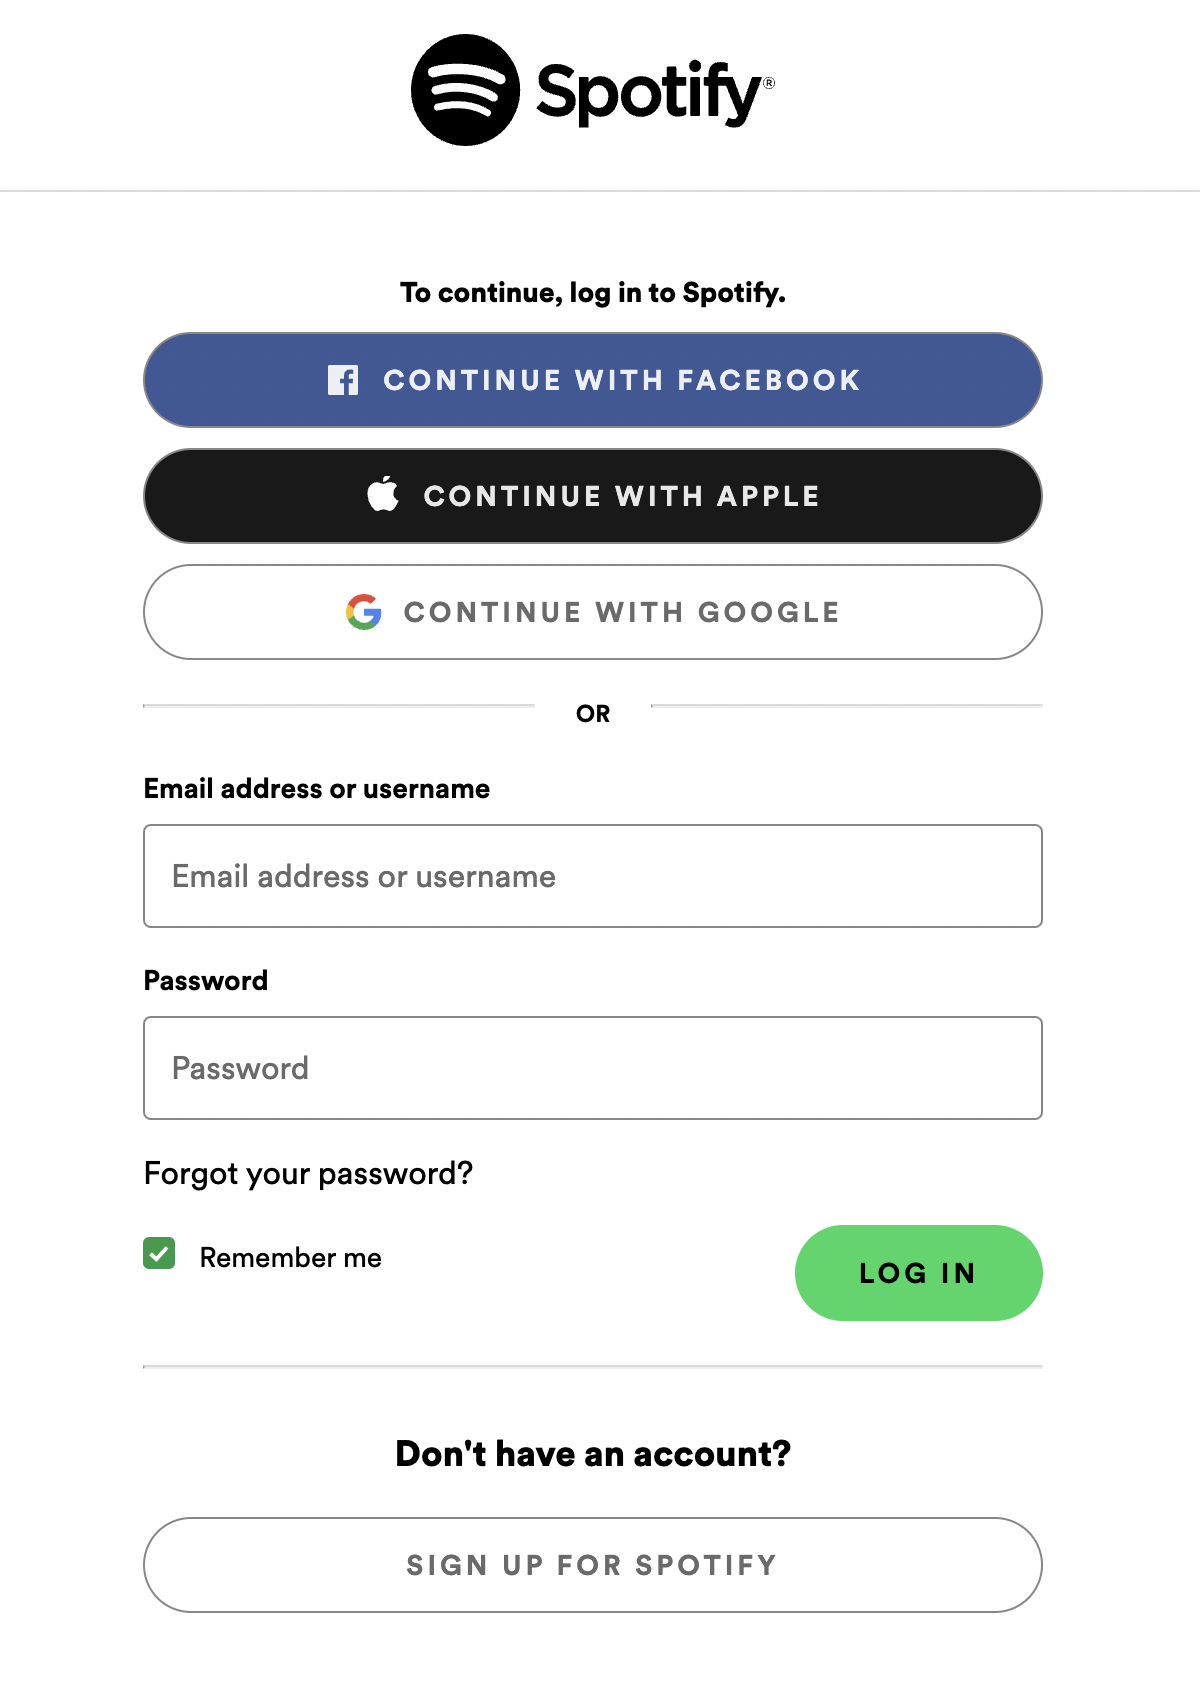 Spotify®
To continue, log in to Spotify.
CONTINUE WITH FACEBOOK
CONTINUE WITH APPLE
CONTINUE WITH GOOGLE
OR
Email address or username
Email address or username
Password
Password
Forgot your password?
Remember me
LOG IN
Don't have an account?
SIGN UP FOR SPOTIFY